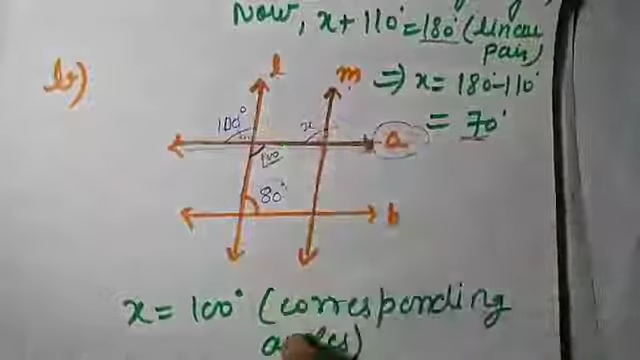 Now, x + 110° = 180° (linear
pair)
⇒ x = 180° - 110°
= 70°
b)
l
m
100°
x
a
100
80°
b
x = 100° (corresponding
angles)